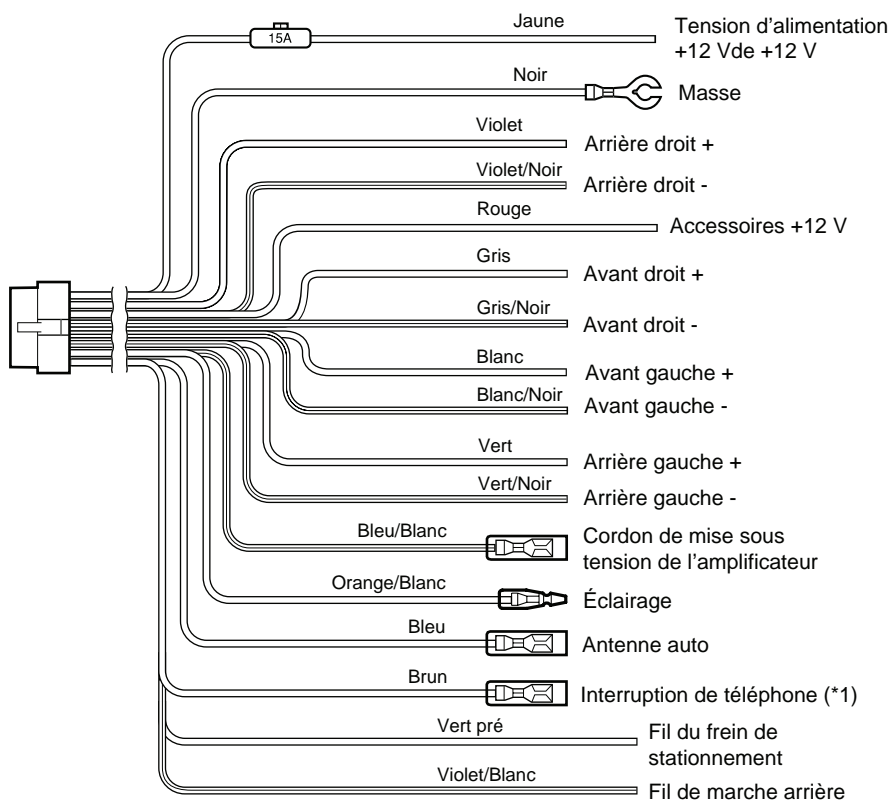 Jaune
Tension d’alimentation
+12 Vde +12 V
15A
Noir
Masse
Violet
Arrière droit +
Violet/Noir
Arrière droit -
Rouge
Accessoires +12 V
Gris
Avant droit +
Gris/Noir
Avant droit -
Blanc
Avant gauche +
Blanc/Noir
Avant gauche -
Vert
Arrière gauche +
Vert/Noir
Arrière gauche -
Bleu/Blanc
Cordon de mise sous
tension de l’amplificateur
Orange/Blanc
Éclairage
Bleu
Antenne auto
Brun
Interruption de téléphone (*1)
Vert pré
Fil du frein de
stationnement
Violet/Blanc
Fil de marche arrière